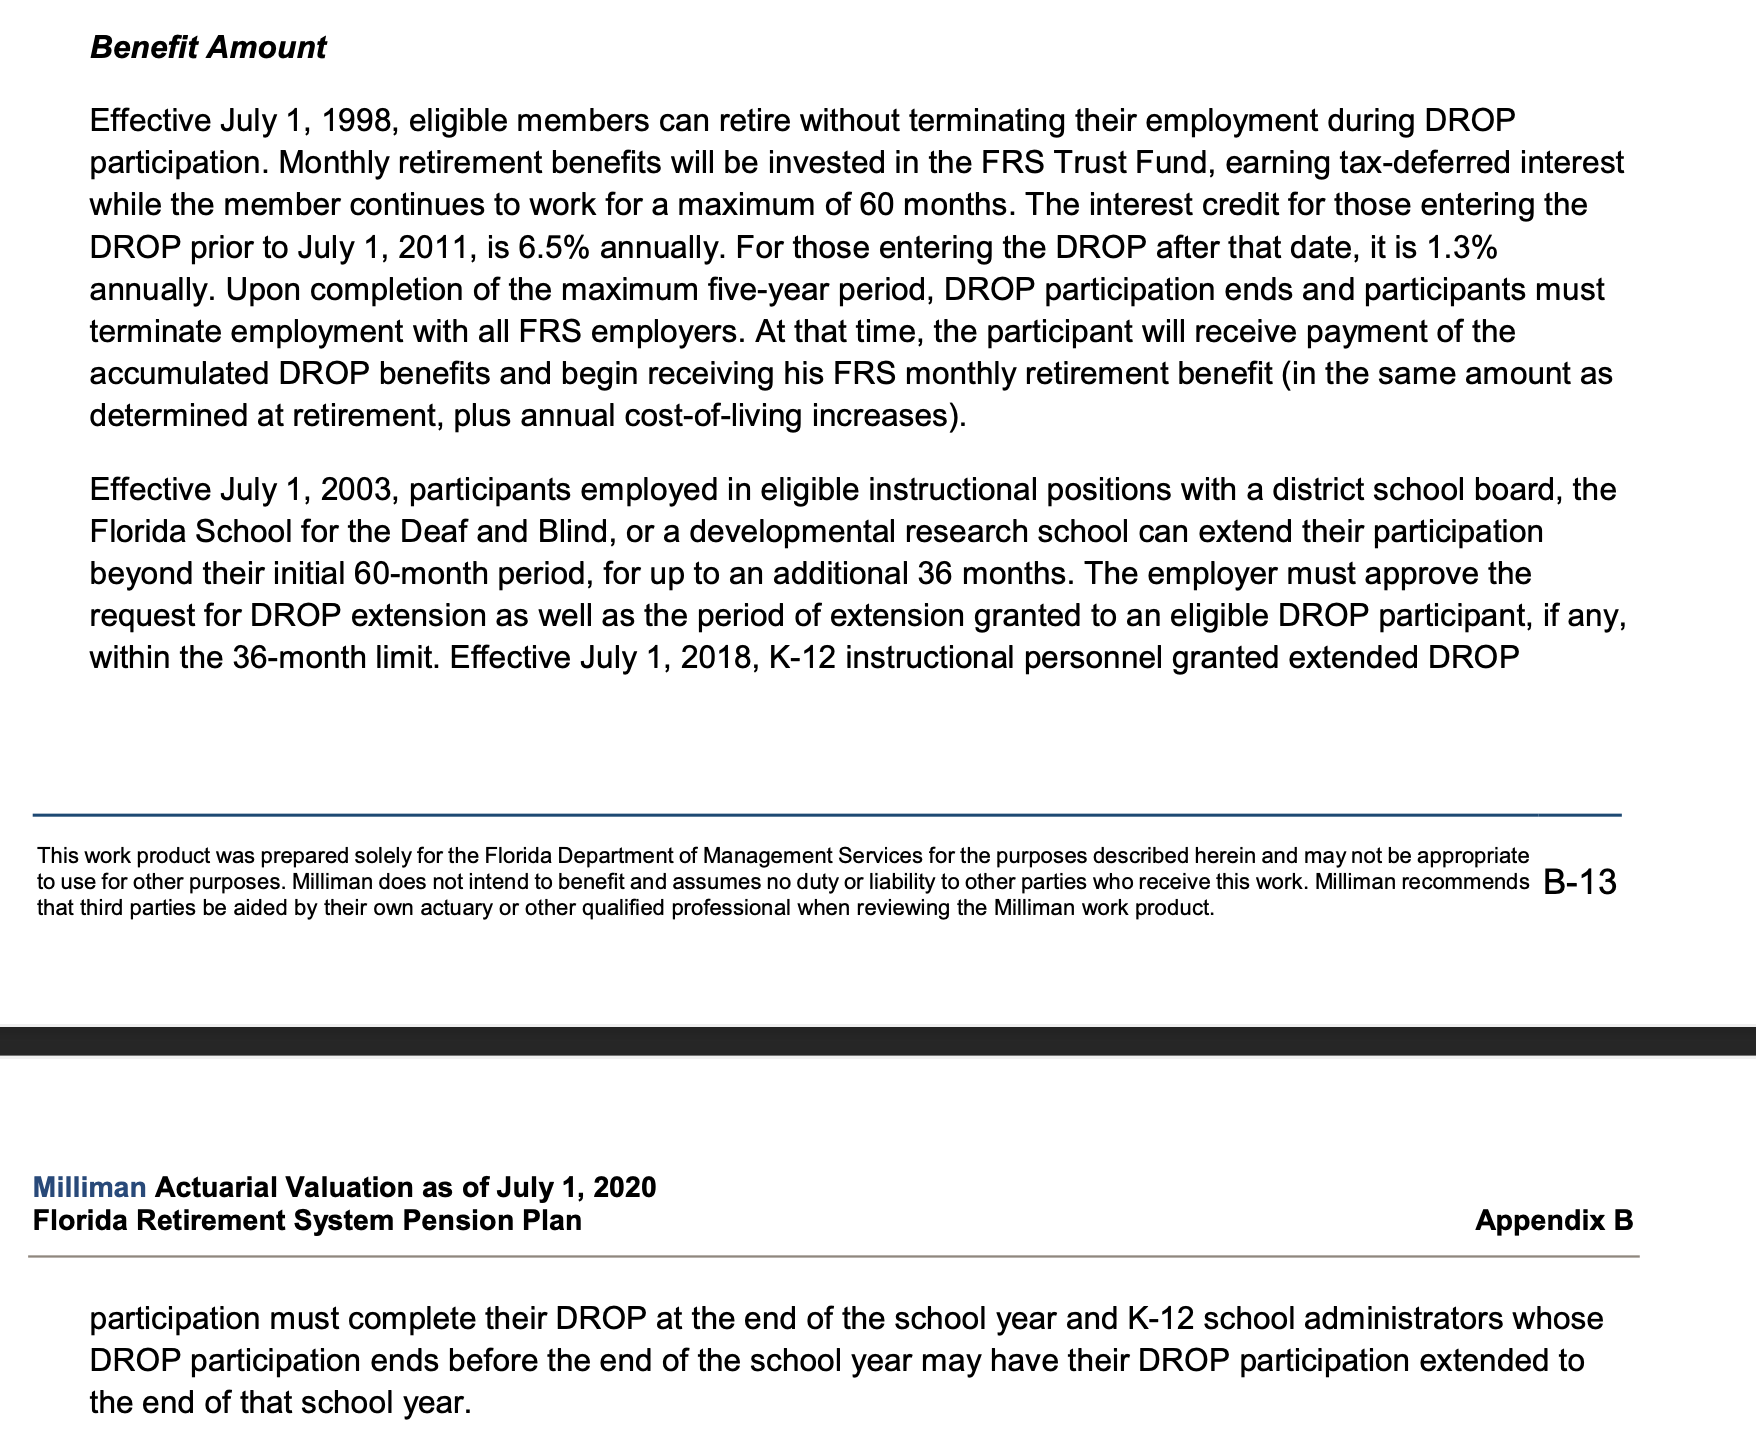 Benefit Amount
Effective July 1, 1998, eligible members can retire without terminating their employment during DROP
participation. Monthly retirement benefits will be invested in the FRS Trust Fund, earning tax-deferred interest
while the member continues to work for a maximum of 60 months. The interest credit for those entering the
DROP prior to July 1, 2011, is 6.5% annually. For those entering the DROP after that date, it is 1.3%
annually. Upon completion of the maximum five-year period, DROP participation ends and participants must
terminate employment with all FRS employers. At that time, the participant will receive payment of the
accumulated DROP benefits and begin receiving his FRS monthly retirement benefit (in the same amount as
determined at retirement, plus annual cost-of-living increases).
Effective July 1, 2003, participants employed in eligible instructional positions with a district school board, the
Florida School for the Deaf and Blind, or a developmental research school can extend their participation
beyond their initial 60-month period, for up to an additional 36 months. The employer must approve the
request for DROP extension as well as the period of extension granted to an eligible DROP participant, if any,
within the 36-month limit. Effective July 1, 2018, K-12 instructional personnel granted extended DROP
This work product was prepared solely for the Florida Department of Management Services for the purposes described herein and may not be appropriate
to use for other purposes. Milliman does not intend to benefit and assumes no duty or liability to other parties who receive this work. Milliman recommends
that third parties be aided by their own actuary or other qualified professional when reviewing the Milliman work product.
B-13
Milliman Actuarial Valuation as of July 1, 2020
Florida Retirement System Pension Plan
Appendix B
participation must complete their DROP at the end of the school year and K-12 school administrators whose
DROP participation ends before the end of the school year may have their DROP participation extended to
the end of that school year.